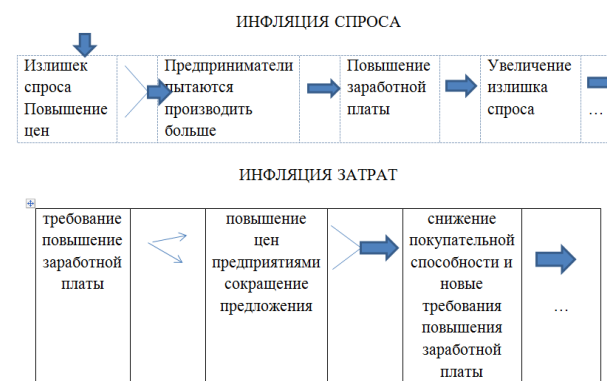 ИНФЛЯЦИЯ СПРОСА
Излишек
спроса
Повышение
цен
Предприниматели
пытаются
производить
больше
Повышение
заработной
платы
Увеличение
излишка
спроса
…
ИНФЛЯЦИЯ ЗАТРАТ
требование
повышение
заработной
платы
повышение
цен
предприятиями
сокращение
предложения
снижение
покупательной
способности и
новые
требования
повышения
заработной
платы
…